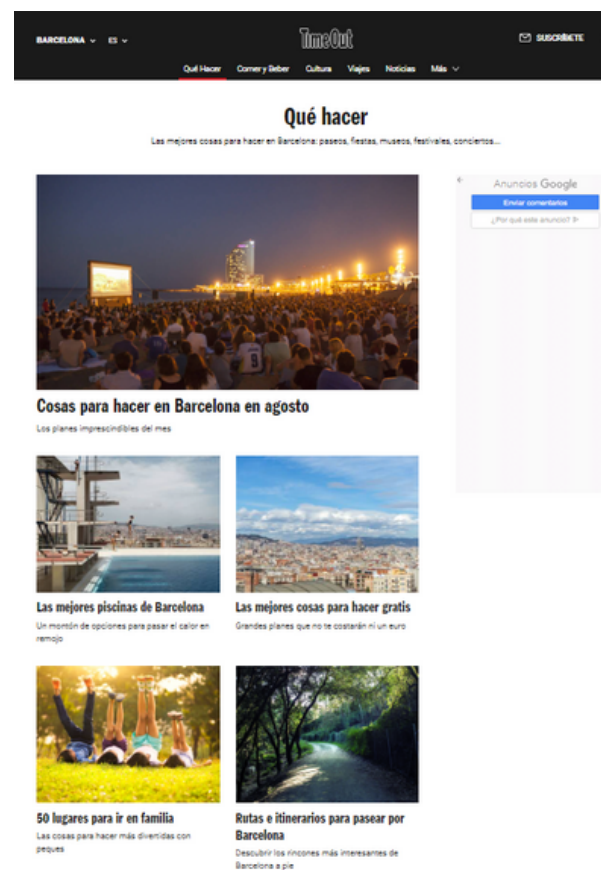 BARCELONA
ES
TimeOut
SUSCRÍBETE
Qué Hacer
Comer y Beber
Cultura
Viajes
Noticias
Más
Qué hacer
Las mejores cosas para hacer en Barcelona: paseos, fiestas, museos, festivales, conciertos...
Anuncios Google
Enviar comentarios
¿Por qué este anuncio?
Cosas para hacer en Barcelona en agosto
Los planes imprescindibles del mes
Las mejores piscinas de Barcelona
Un montón de opciones para pasar el calor en
remojo
Las mejores cosas para hacer gratis
Grandes planes que no te costarán ni un euro
50 lugares para ir en familia
Las cosas para hacer más divertidas con
peques
Rutas e itinerarios para pasear por
Barcelona
Descubrir los rincones más interesantes de
Barcelona a pie